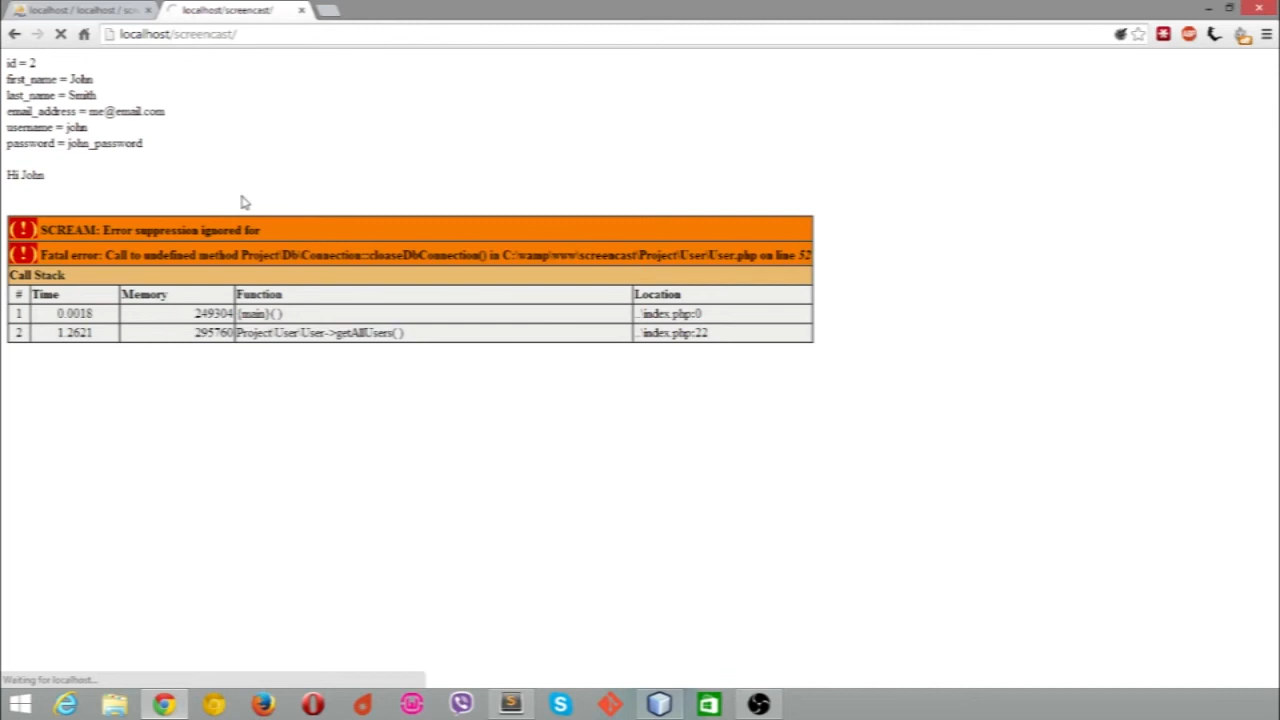 localhost / localhost / scr
localhost/screencast/
localhost/screencast/
id = 2
first_name = John
last_name = Smith
email_address = me@email.com
username = john
password = john_password
Hi John
( ! ) SCREAM: Error suppression ignored for
( ! ) Fatal error: Call to undefined method Project\Db\Connection::cloaseDbConnection() in C:\wamp\www\screencast\Project\User\User.php on line 52
Call Stack
# Time Memory Function Location
1 0.0018 249304 {main}() ..\index.php:0
2 1.2621 295760 Project\User\User->getAllUsers() ..\index.php:22
Waiting for localhost...